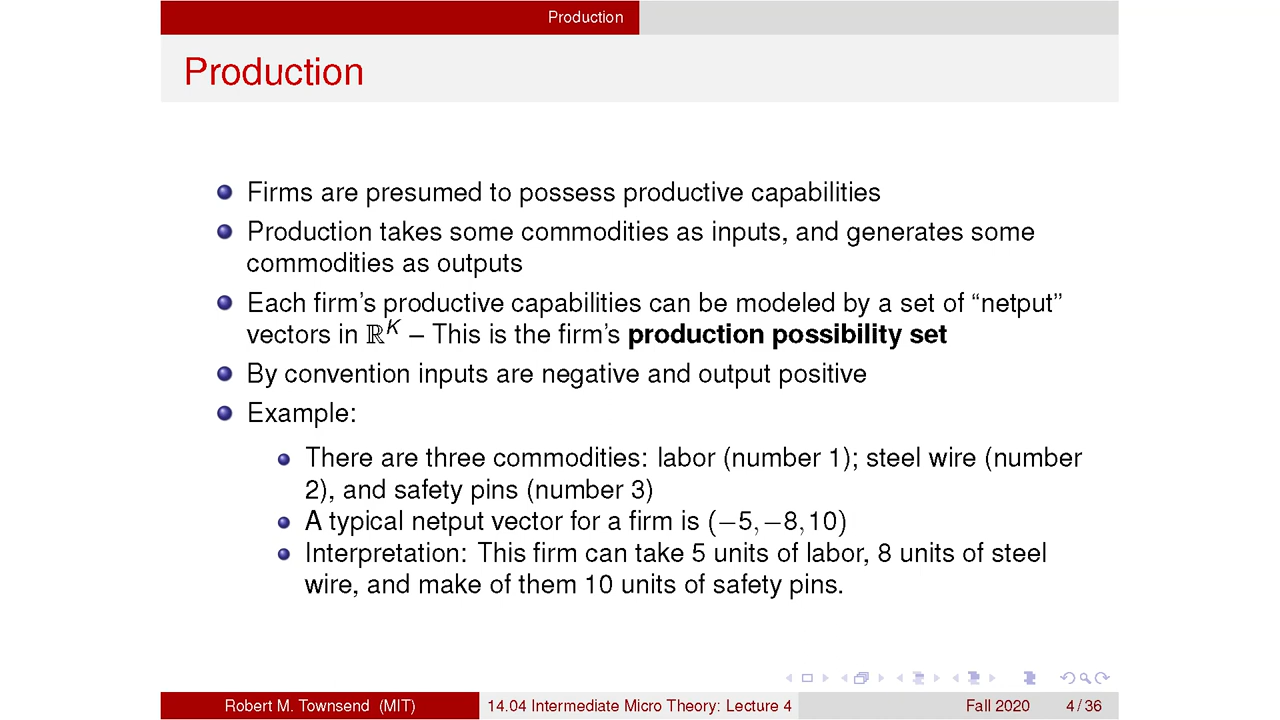 Production
Production
Firms are presumed to possess productive capabilities
Production takes some commodities as inputs, and generates some
commodities as outputs
Each firm's productive capabilities can be modeled by a set of “netput”
vectors in ℝᴷ – This is the firm's production possibility set
By convention inputs are negative and output positive
Example:
There are three commodities: labor (number 1); steel wire (number
2), and safety pins (number 3)
A typical netput vector for a firm is (−5, −8, 10)
Interpretation: This firm can take 5 units of labor, 8 units of steel
wire, and make of them 10 units of safety pins.
Robert M. Townsend (MIT) 14.04 Intermediate Micro Theory: Lecture 4 Fall 2020 4 / 36